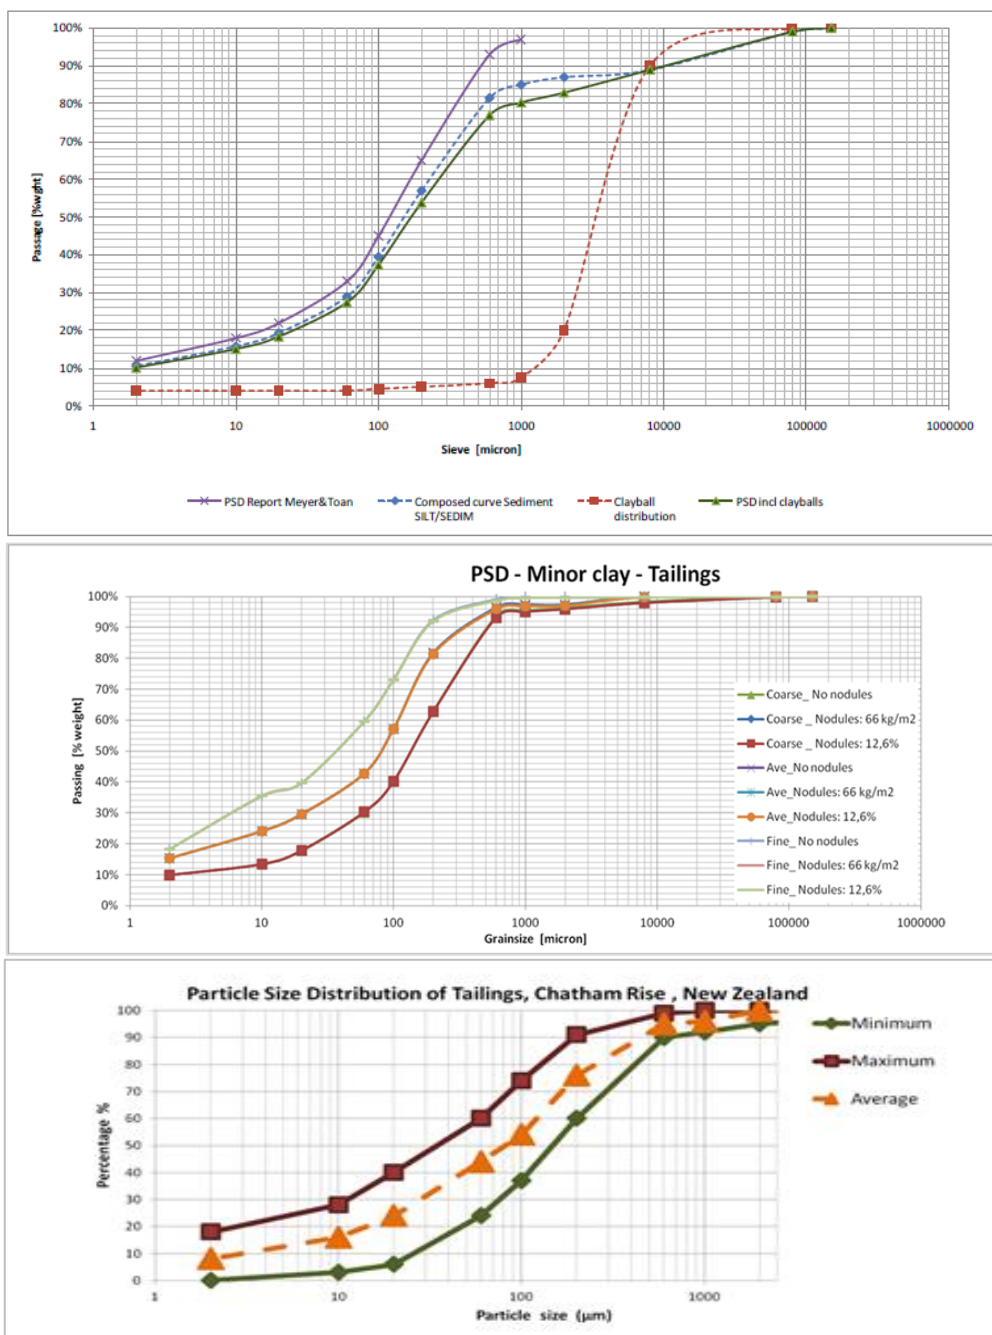 100%
90%
80%
70%
60%
50%
40%
30%
20%
10%
0%
Passage [%wght]
1 10 100 1000 10000 100000 1000000
Sieve [micron]
PSD Report Meyer&Toan
Composed curve Sediment
SILT/SEDIM
Clayball
distribution
PSD incl clayballs
PSD - Minor clay - Tailings
100%
90%
80%
70%
60%
50%
40%
30%
20%
10%
0%
Passing [% weight]
Coarse_ No nodules
Coarse _ Nodules: 66 kg/m2
Coarse _ Nodules: 12,6%
Ave_No nodules
Ave_Nodules: 66 kg/m2
Ave_Nodules: 12,6%
Fine_ No nodules
Fine_ Nodules: 66 kg/m2
Fine_ Nodules: 12,6%
1 10 100 1000 10000 100000 1000000
Grainsize [micron]
Particle Size Distribution of Tailings, Chatham Rise , New Zealand
100
90
80
70
60
50
40
30
20
10
0
Percentage %
Minimum
Maximum
Average
1 10 100 1000
Particle size (µm)